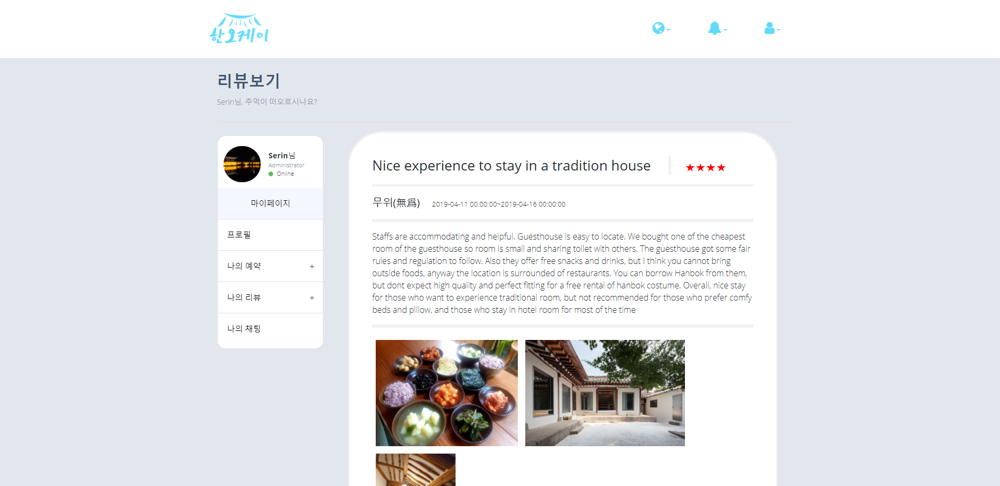 한오케이
리뷰보기
Serin님, 추억이 떠오르시나요?
Serin님
Administrator
Online
마이페이지
프로필
나의 예약 +
나의 리뷰 +
나의 채팅
Nice experience to stay in a tradition house ★★★★
무위(無爲) 2019-04-11 00:00:00~2019-04-16 00:00:00
Staffs are accommodating and helpful. Guesthouse is easy to locate. We bought one of the cheapest
room of the guesthouse so room is small and sharing toilet with others. The guesthouse got some fair
rules and regulation to follow. Also they offer free snacks and drinks, but I think you cannot bring
outside foods, anyway the location is surrounded of restaurants. You can borrow Hanbok from them,
but dont expect high quality and perfect fitting for a free rental of hanbok costume. Overall, nice stay
for those who want to experience traditional room, but not recommended for those who prefer comfy
beds and pillow, and those who stay in hotel room for most of the time